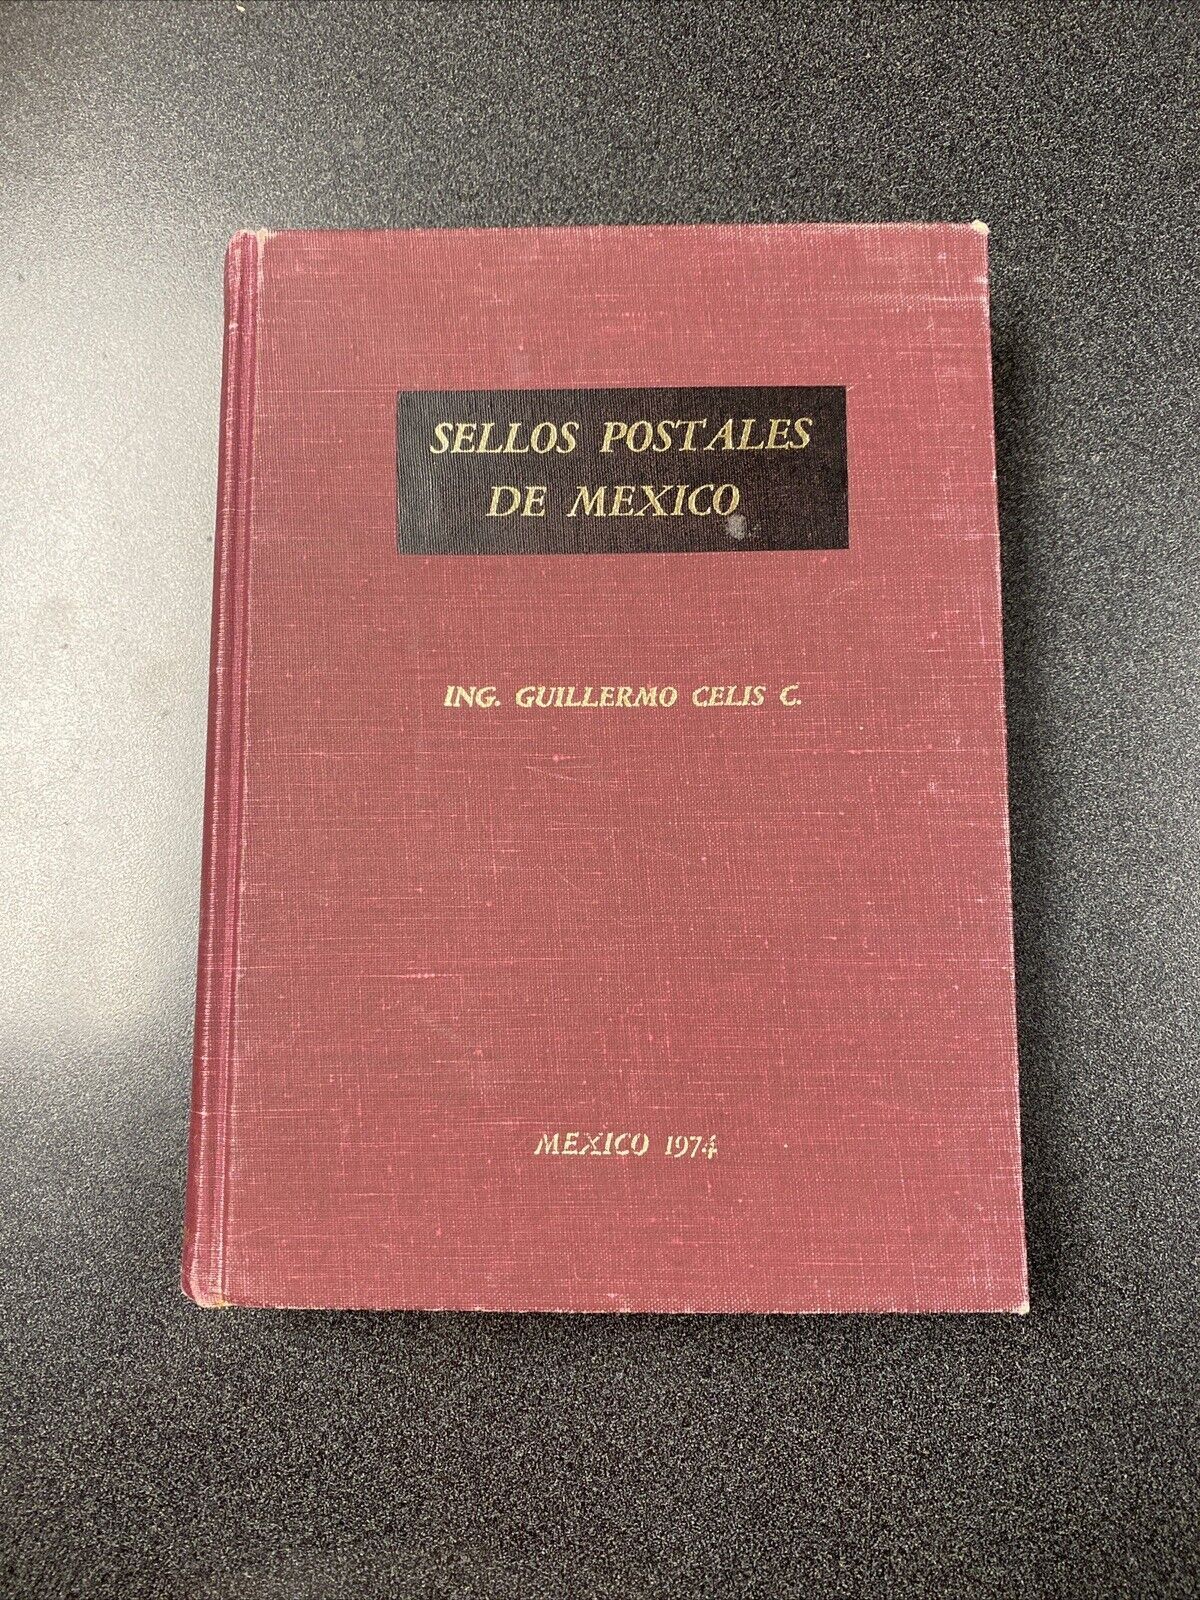 SELLOS POSTALES
DE MEXICO
ING. GUILLERMO CELIS C.
MEXICO 1974